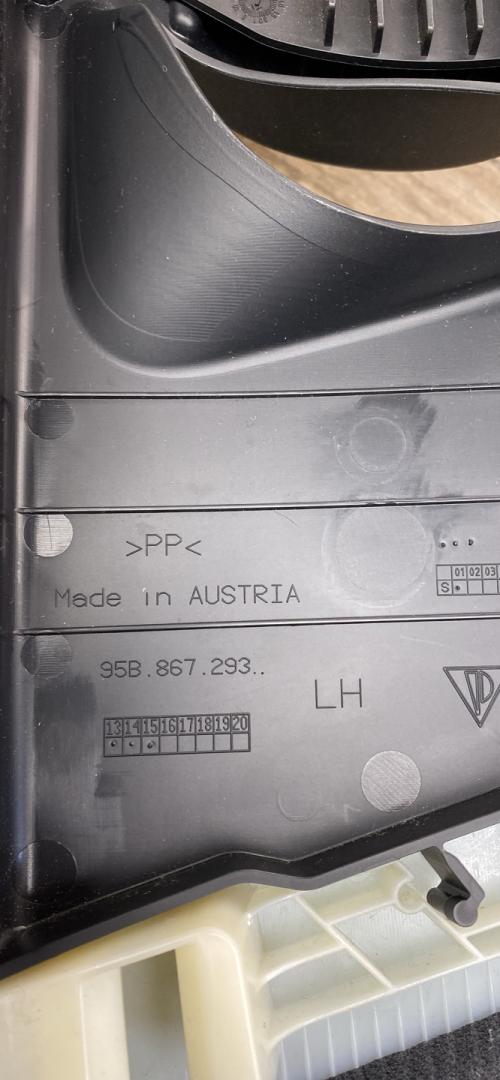 >PP<
01 02 03
S
Made in AUSTRIA
95B.867.293..
LH
13 14 15 16 17 18 19 20